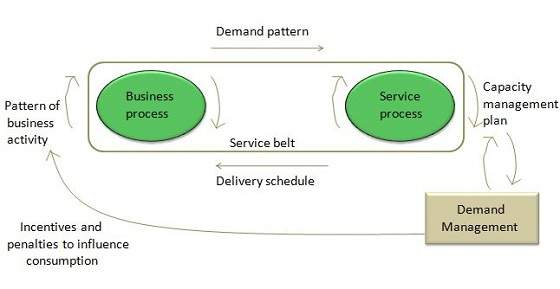 Demand pattern
Business
process
Service
process
Pattern of
business
activity
Capacity
management
plan
Service belt
Delivery schedule
Demand
Management
Incentives and
penalties to influence
consumption